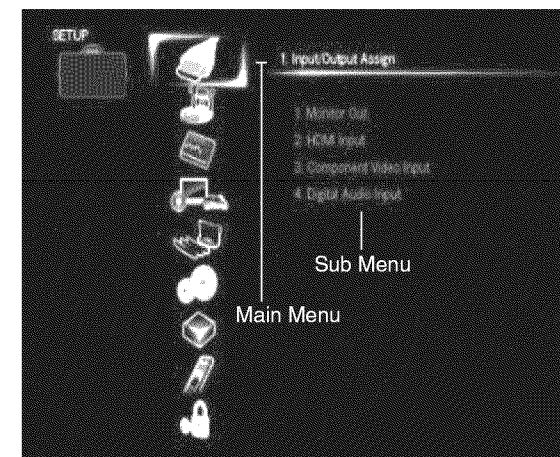 SETUP
1. Input/Output Assign
1. Monitor Out
2. HDMI Input
3. Component Video Input
4. Digital Audio Input
Sub Menu
Main Menu